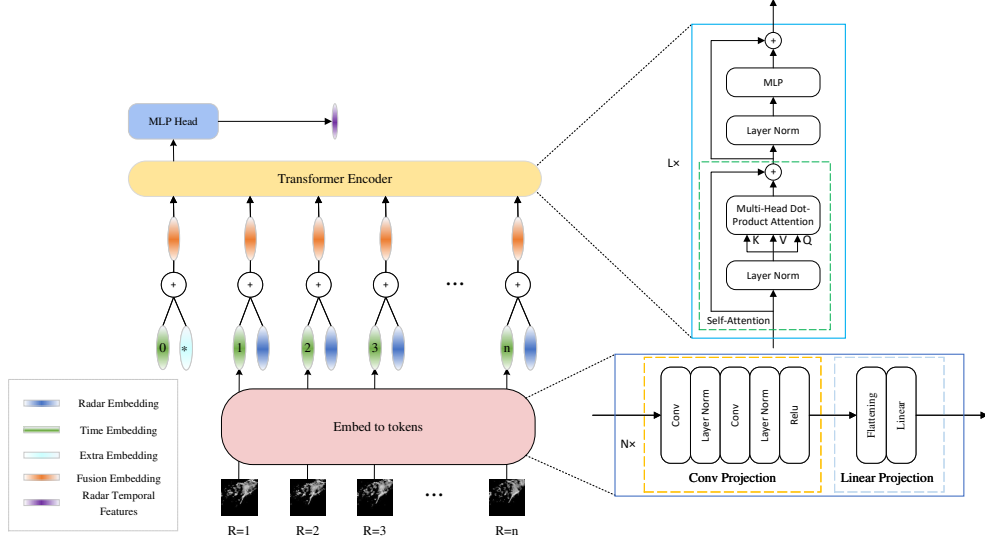 MLP Head
Transformer Encoder
+
+
+
+
+
...
0
*
1
2
3
n
Embed to tokens
...
R=1
R=2
R=3
R=n
Radar Embedding
Time Embedding
Extra Embedding
Fusion Embedding
Radar Temporal
Features
+
MLP
Layer Norm
L×
+
Multi-Head Dot-
Product Attention
K
V
Q
Layer Norm
Self-Attention
N×
Conv
Layer Norm
Conv
Layer Norm
Relu
Conv Projection
Flattening
Linear
Linear Projection